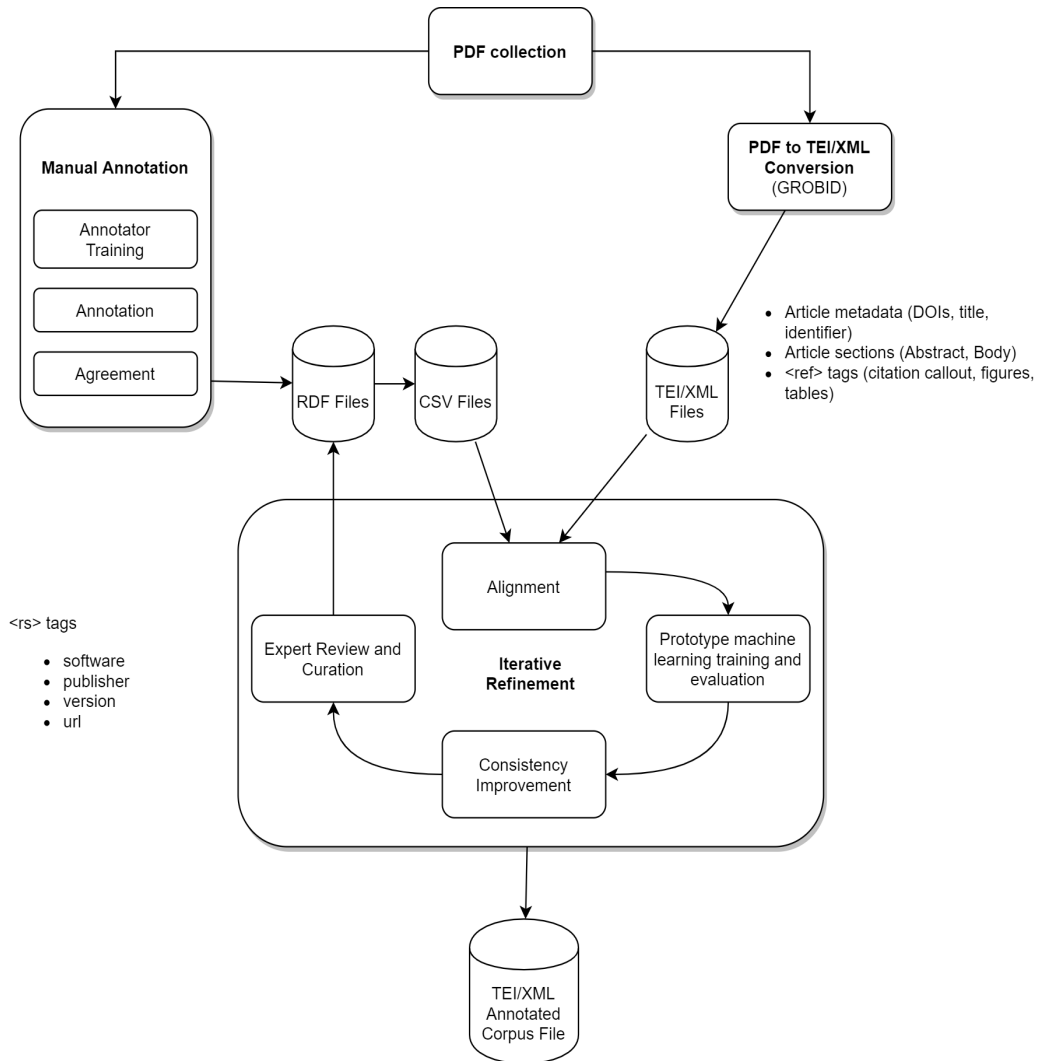 PDF collection
Manual Annotation
Annotator
Training
Annotation
Agreement
PDF to TEI/XML
Conversion
(GROBID)
• Article metadata (DOIs, title,
identifier)
• Article sections (Abstract, Body)
• <ref> tags (citation callout, figures,
tables)
RDF Files
CSV Files
TEI/XML
Files
Alignment
<rs> tags
• software
• publisher
• version
• url
Expert Review and
Curation
Iterative
Refinement
Prototype machine
learning training and
evaluation
Consistency
Improvement
TEI/XML
Annotated
Corpus File